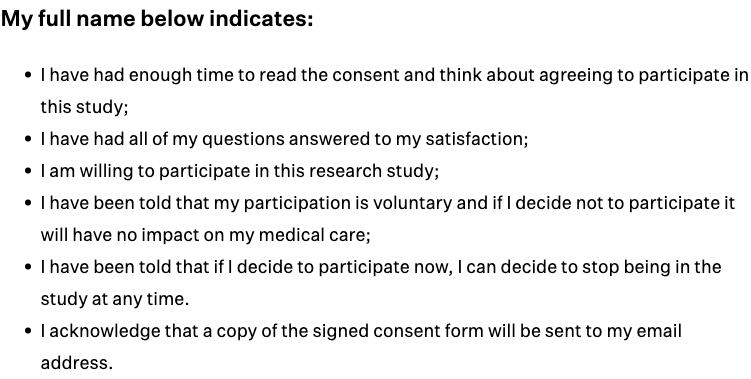 My full name below indicates:
• I have had enough time to read the consent and think about agreeing to participate in
this study;
• I have had all of my questions answered to my satisfaction;
• I am willing to participate in this research study;
• I have been told that my participation is voluntary and if I decide not to participate it
will have no impact on my medical care;
• I have been told that if I decide to participate now, I can decide to stop being in the
study at any time.
• I acknowledge that a copy of the signed consent form will be sent to my email
address.